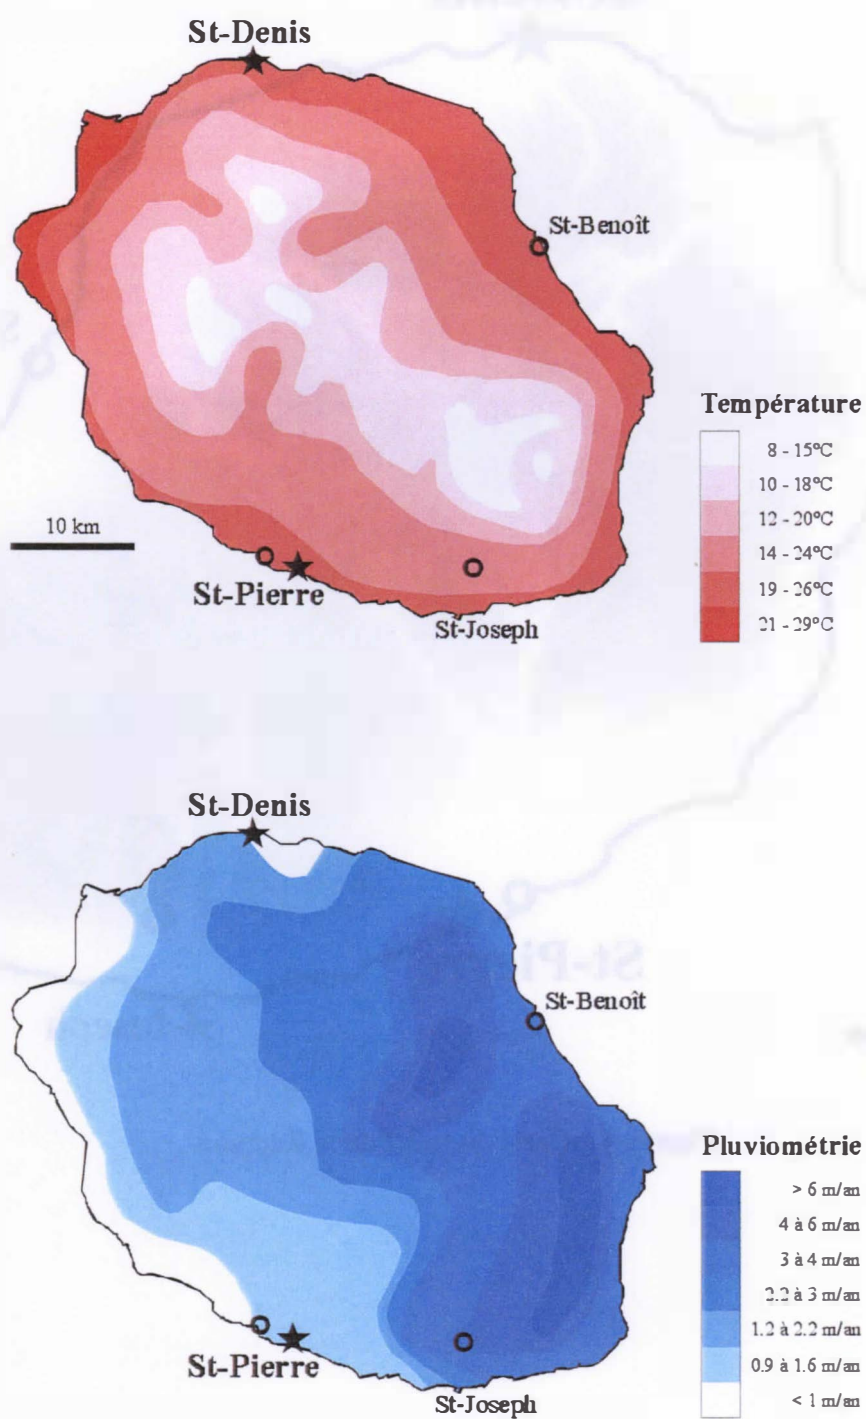 St-Denis
St-Benoît
Température
8 - 15°C
10 - 18°C
12 - 20°C
14 - 24°C
19 - 26°C
21 - 29°C
10 km
St-Pierre
St-Joseph
St-Denis
St-Benoît
Pluviométrie
> 6 m/an
4 à 6 m/an
3 à 4 m/an
2.2 à 3 m/an
1.2 à 2.2 m/an
0.9 à 1.6 m/an
< 1 m/an
St-Pierre
St-Joseph